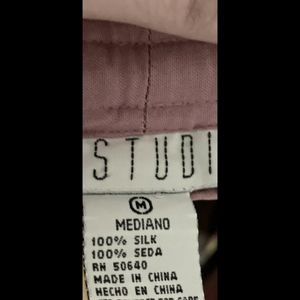 STUDI
M
MEDIANO
100% SILK
100% SEDA
RN 50640
MADE IN CHINA
HECHO EN CHINA